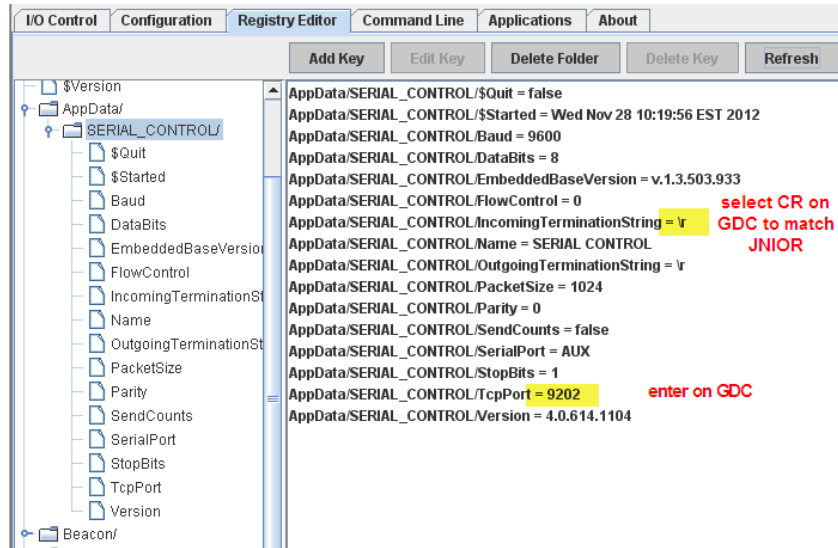 I/O Control Configuration Registry Editor Command Line Applications About
Add Key Edit Key Delete Folder Delete Key Refresh
$Version
AppData/
SERIAL_CONTROL/
$Quit
$Started
Baud
DataBits
EmbeddedBaseVersion
FlowControl
IncomingTerminationSt
Name
OutgoingTerminationSt
PacketSize
Parity
SendCounts
SerialPort
StopBits
TcpPort
Version
Beacon/
AppData/SERIAL_CONTROL/$Quit = false
AppData/SERIAL_CONTROL/$Started = Wed Nov 28 10:19:56 EST 2012
AppData/SERIAL_CONTROL/Baud = 9600
AppData/SERIAL_CONTROL/DataBits = 8
AppData/SERIAL_CONTROL/EmbeddedBaseVersion = v.1.3.503.933
AppData/SERIAL_CONTROL/FlowControl = 0
AppData/SERIAL_CONTROL/IncomingTerminationString = \r
AppData/SERIAL_CONTROL/Name = SERIAL CONTROL
AppData/SERIAL_CONTROL/OutgoingTerminationString = \r
AppData/SERIAL_CONTROL/PacketSize = 1024
AppData/SERIAL_CONTROL/Parity = 0
AppData/SERIAL_CONTROL/SendCounts = false
AppData/SERIAL_CONTROL/SerialPort = AUX
AppData/SERIAL_CONTROL/StopBits = 1
AppData/SERIAL_CONTROL/TcpPort = 9202
AppData/SERIAL_CONTROL/Version = 4.0.614.1104
select CR on
GDC to match
JNIOR
enter on GDC